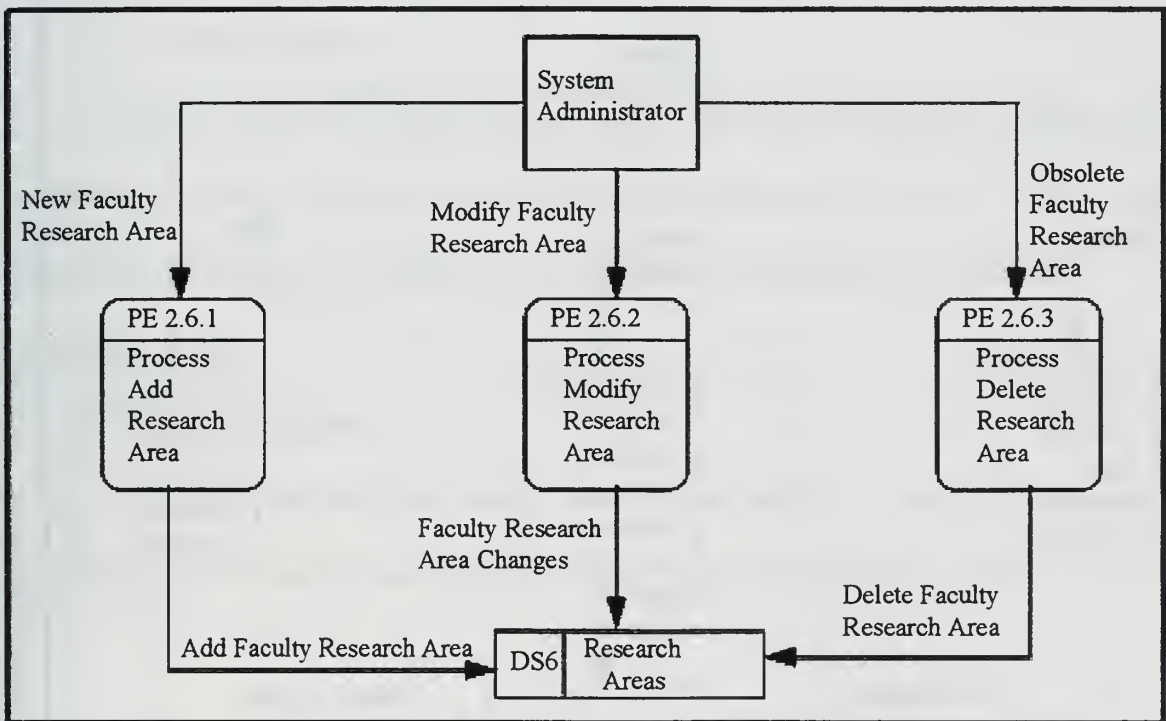 System
Administrator
New Faculty
Research Area
Modify Faculty
Research Area
Obsolete
Faculty
Research
Area
PE 2.6.1
Process
Add
Research
Area
PE 2.6.2
Process
Modify
Research
Area
PE 2.6.3
Process
Delete
Research
Area
Faculty Research
Area Changes
Delete Faculty
Research Area
Add Faculty Research Area
DS6
Research
Areas